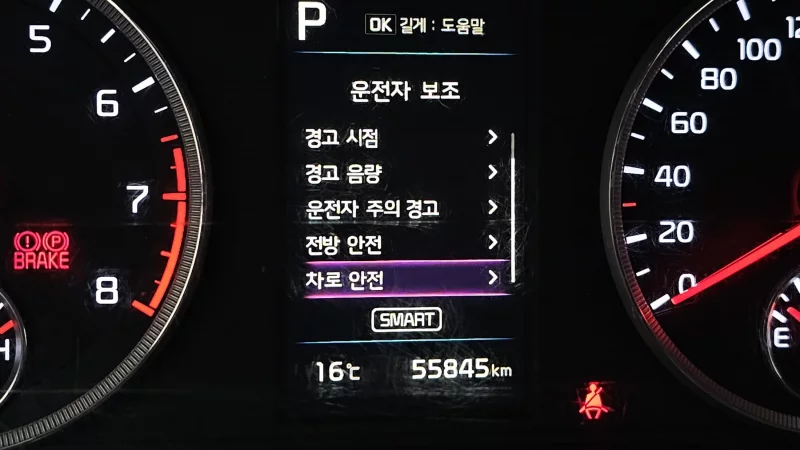 P
OK 길게 : 도움말
운전자 보조
경고 시점
경고 음량
운전자 주의 경고
전방 안전
차로 안전
SMART
16℃ 55845 km
5
6
7
8
BRAKE
H
100
80
60
40
20
0
E